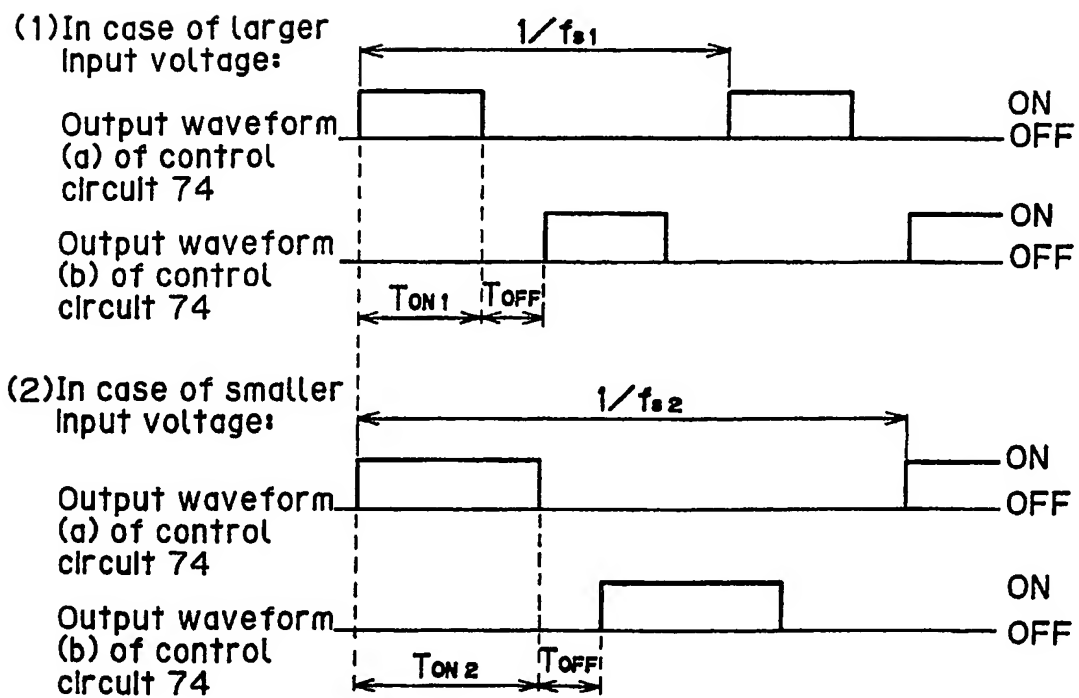 (1)In case of larger
input voltage:
1/fs1
Output waveform
(a) of control
circuit 74
ON
OFF
Output waveform
(b) of control
circuit 74
ON
OFF
TON1
TOFF
(2)In case of smaller
input voltage:
1/fs2
Output waveform
(a) of control
circuit 74
ON
OFF
Output waveform
(b) of control
circuit 74
ON
OFF
TON2
TOFF